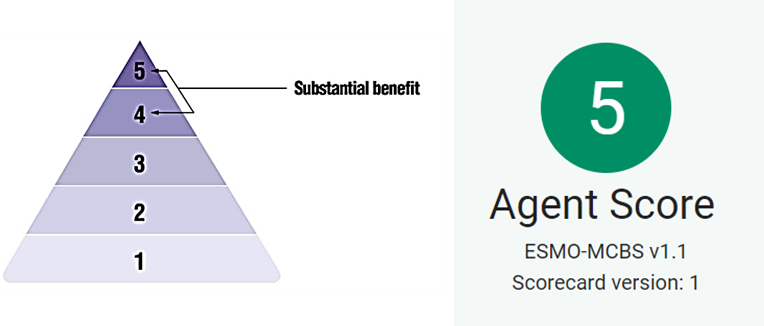 5
4
3
2
1
Substantial benefit
5
Agent Score
ESMO-MCBS v1.1
Scorecard version: 1